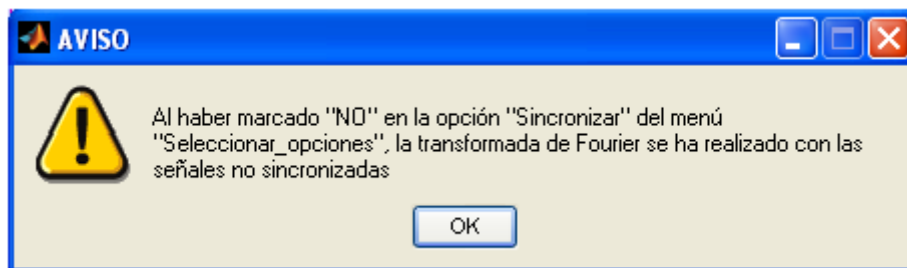 AVISO
Al haber marcado "NO" en la opción "Sincronizar" del menú
"Seleccionar_opciones", la transformada de Fourier se ha realizado con las
señales no sincronizadas
OK